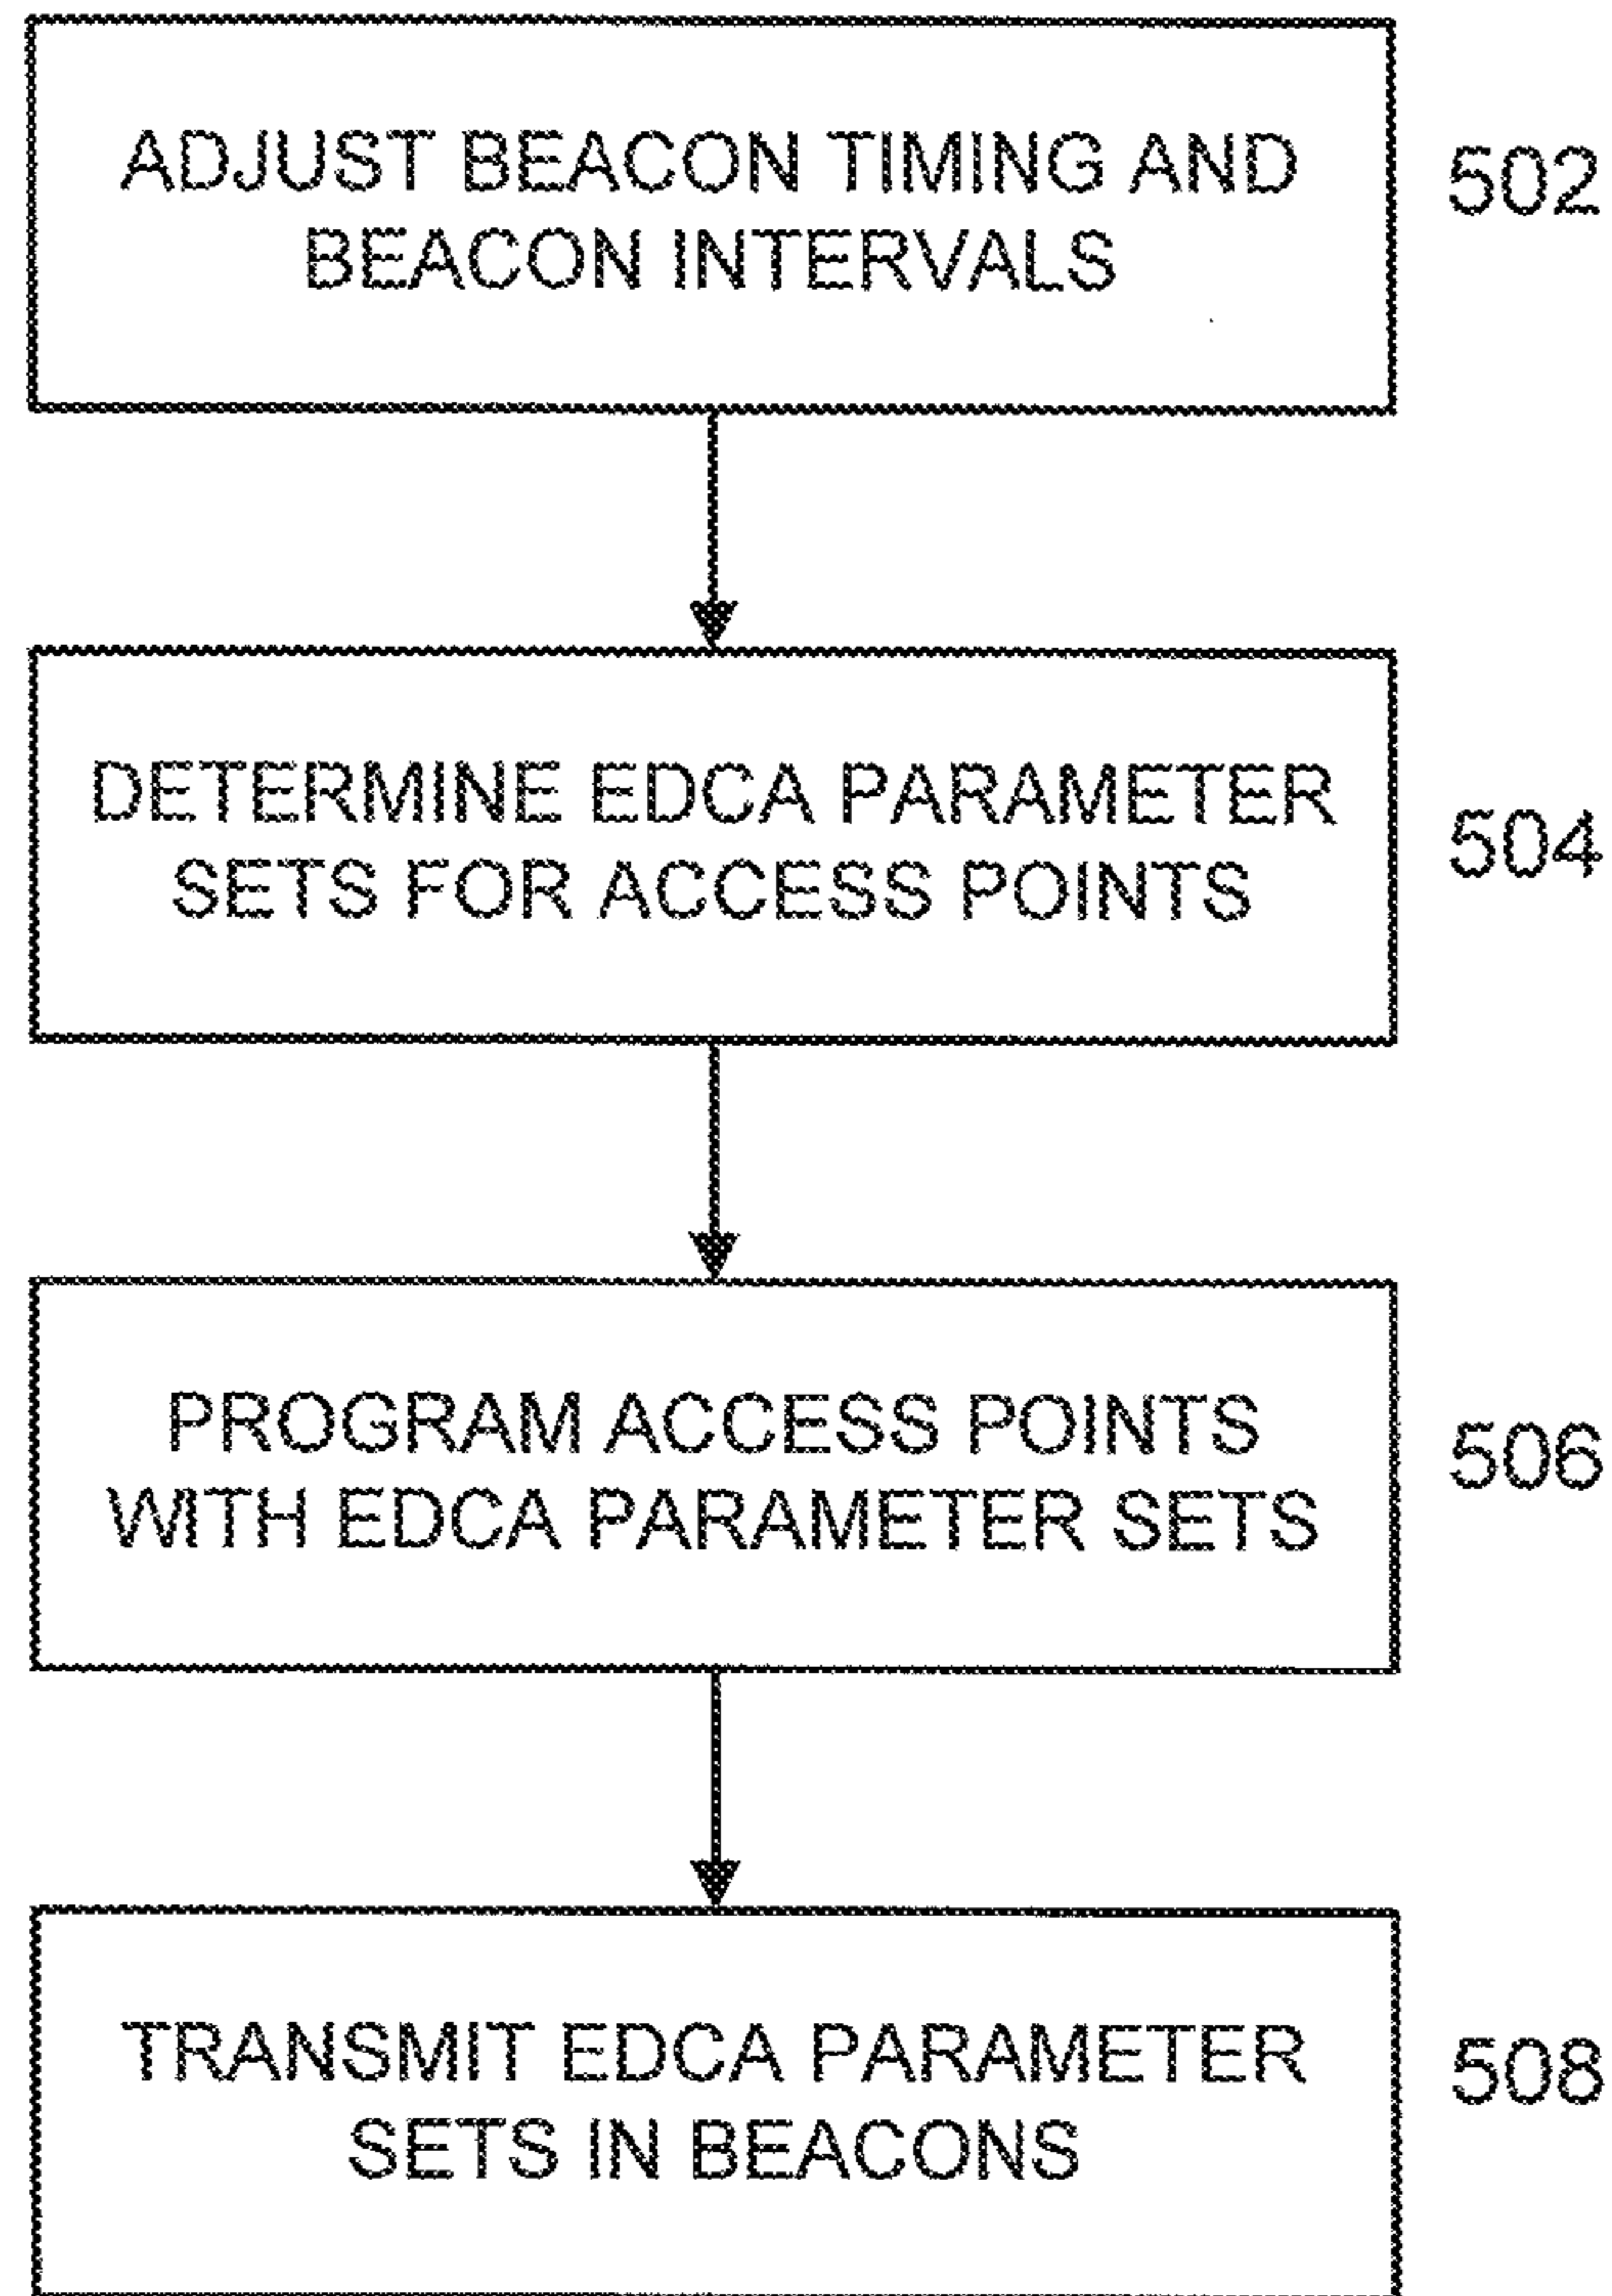 ADJUST BEACON TIMING AND
BEACON INTERVALS
502
DETERMINE EDCA PARAMETER
SETS FOR ACCESS POINTS
504
PROGRAM ACCESS POINTS
WITH EDCA PARAMETER SETS
506
TRANSMIT EDCA PARAMETER
SETS IN BEACONS
508